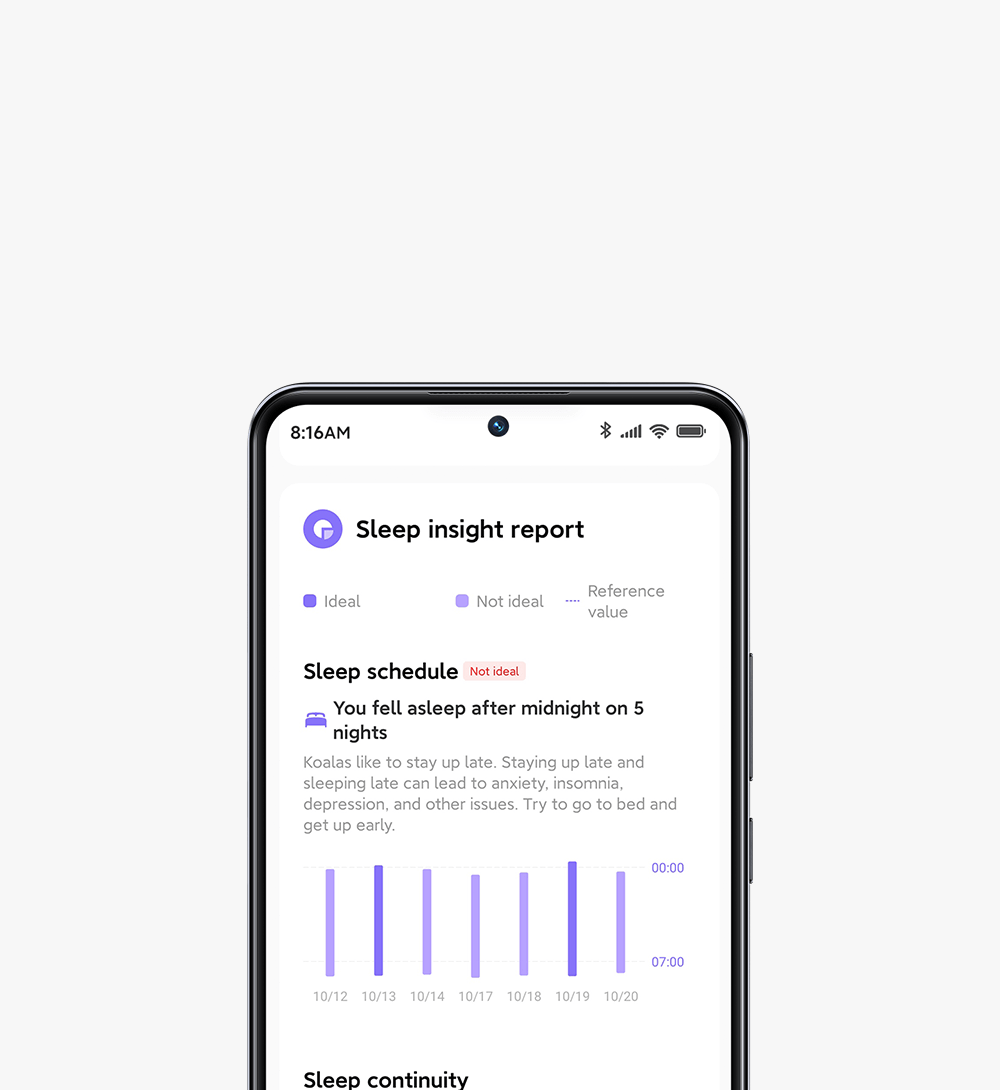 8:16AM
Sleep insight report
Ideal
Not ideal
Reference
value
Sleep schedule Not ideal
You fell asleep after midnight on 5
nights
Koalas like to stay up late. Staying up late and
sleeping late can lead to anxiety, insomnia,
depression, and other issues. Try to go to bed and
get up early.
00:00
07:00
10/12 10/13 10/14 10/17 10/18 10/19 10/20
Sleep continuity